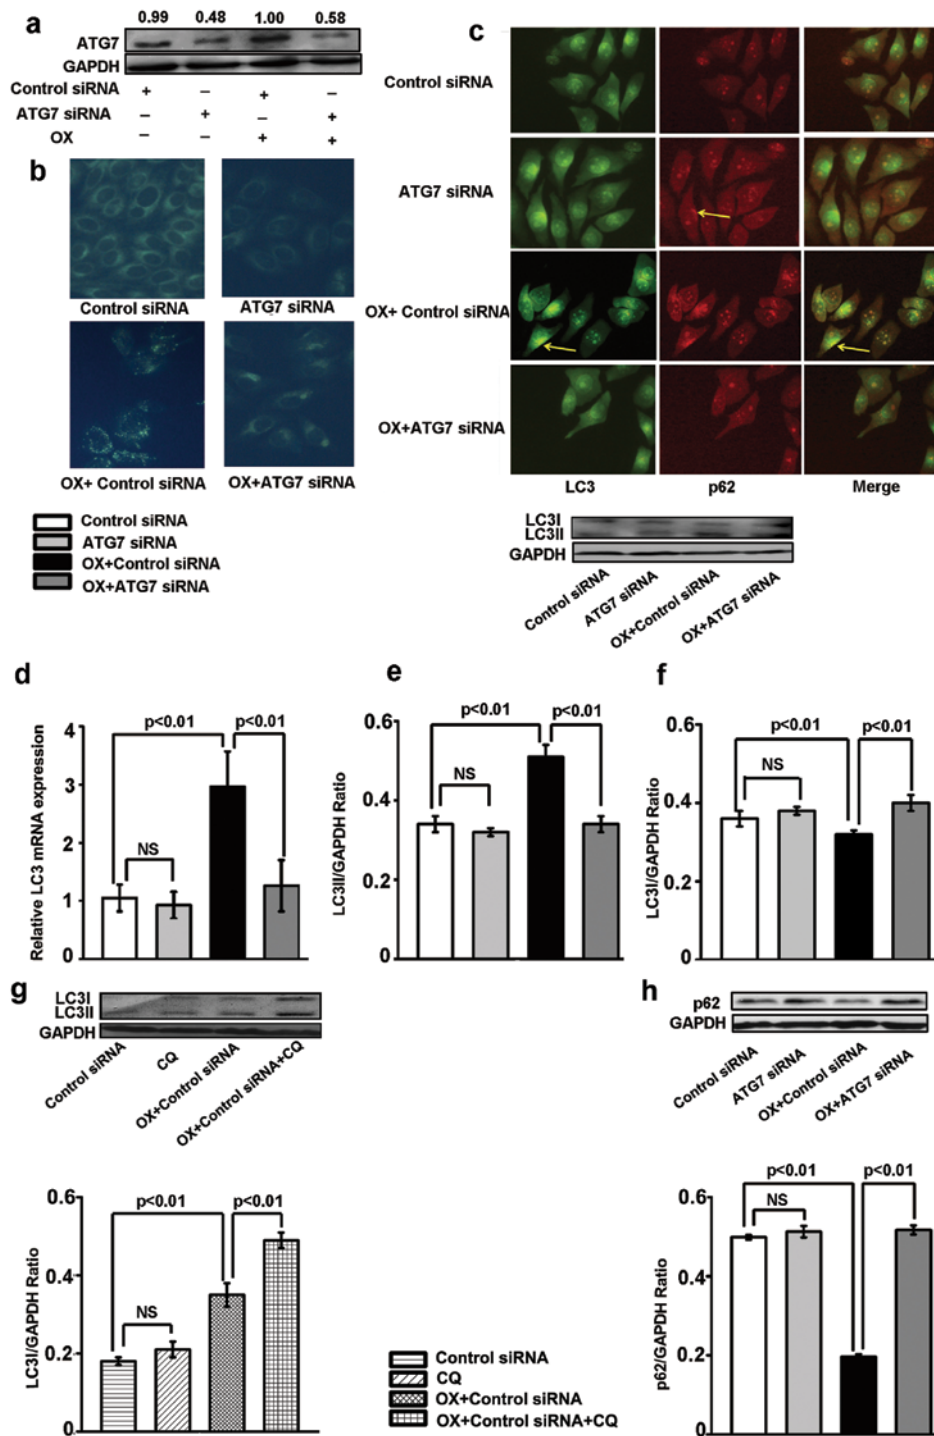 a
0.99 0.48 1.00 0.58
ATG7
GAPDH
Control siRNA + – + –
ATG7 siRNA – + – +
OX – – + +
b
Control siRNA
ATG7 siRNA
OX+ Control siRNA
OX+ATG7 siRNA
Control siRNA
ATG7 siRNA
OX+Control siRNA
OX+ATG7 siRNA
c
Control siRNA
ATG7 siRNA
OX+ Control siRNA
OX+ATG7 siRNA
LC3 p62 Merge
LC3I
LC3II
GAPDH
Control siRNA
ATG7 siRNA
OX+Control siRNA
OX+ATG7 siRNA
d
Relative LC3 mRNA expression
4
3
2
1
0
p<0.01
p<0.01
NS
e
LC3II/GAPDH Ratio
0.6
0.4
0.2
0
p<0.01
p<0.01
NS
f
LC3I/GAPDH Ratio
0.6
0.4
0.2
0
p<0.01
p<0.01
NS
g
LC3I
LC3II
GAPDH
Control siRNA
CQ
OX+Control siRNA
OX+Control siRNA+CQ
LC3I/GAPDH Ratio
0.6
0.4
0.2
0
p<0.01
p<0.01
NS
Control siRNA
CQ
OX+Control siRNA
OX+Control siRNA+CQ
h
p62
GAPDH
Control siRNA
ATG7 siRNA
OX+Control siRNA
OX+ATG7 siRNA
p62/GAPDH Ratio
0.6
0.4
0.2
0
p<0.01
p<0.01
NS